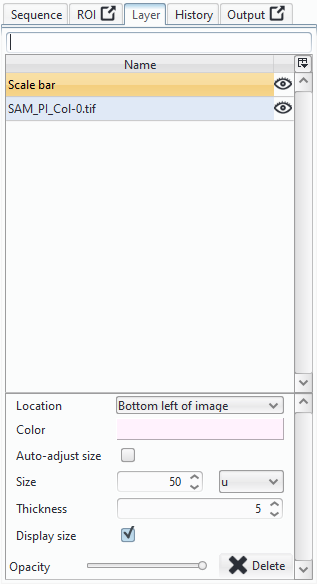 Sequence ROI Layer History Output
Name
Scale bar
SAM_PI_Col-0.tif
Location Bottom left of image
Color
Auto-adjust size
Size 50 u
Thickness 5
Display size
Opacity Delete